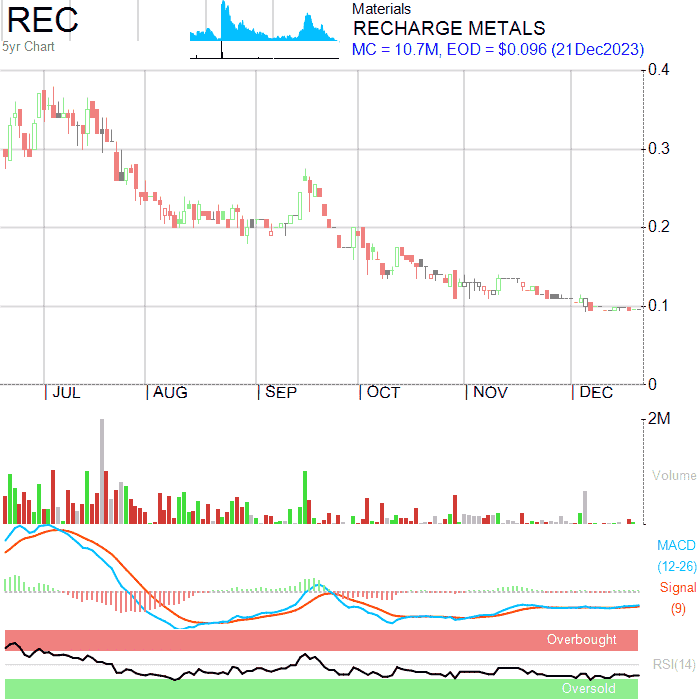 REC
5yr Chart
Materials
RECHARGE METALS
MC = 10.7M, EOD = $0.096 (21Dec2023)
0.4
0.3
0.2
0.1
0
JUL AUG SEP OCT NOV DEC
2M
Volume
MACD
(12-26)
Signal
(9)
Overbought
RSI(14)
Oversold